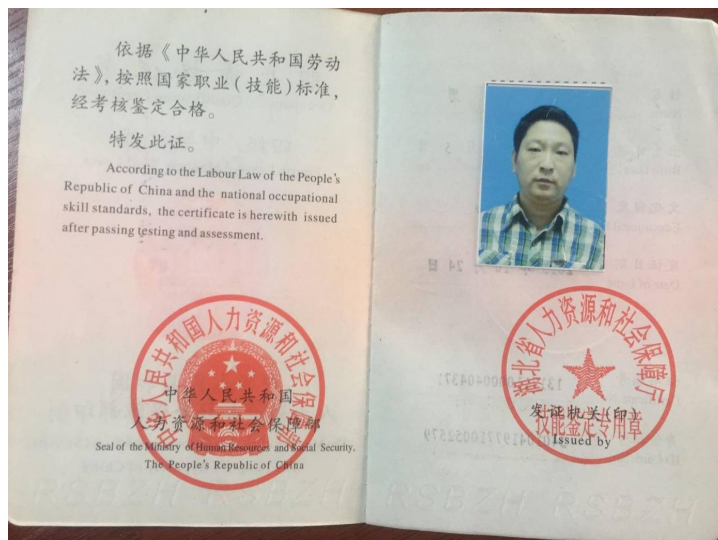 依据《中华人民共和国劳动
法》,按照国家职业(技能)标准,
经考核鉴定合格。
特发此证。
According to the Labour Law of the People's
Republic of China and the national occupational
skill standards, the certificate is herewith issued
after passing testing and assessment.
中华人民共和国人力资源和社会保障部
中华人民共和国
人力资源和社会保障部
Seal of the Ministry of Human Resources and Social Security,
The People's Republic of China
湖北省人力资源和社会保障厅
发证机关(印)
技能鉴定专用章
Issued by
RSBZH RSBZH RSBZH RSBZH